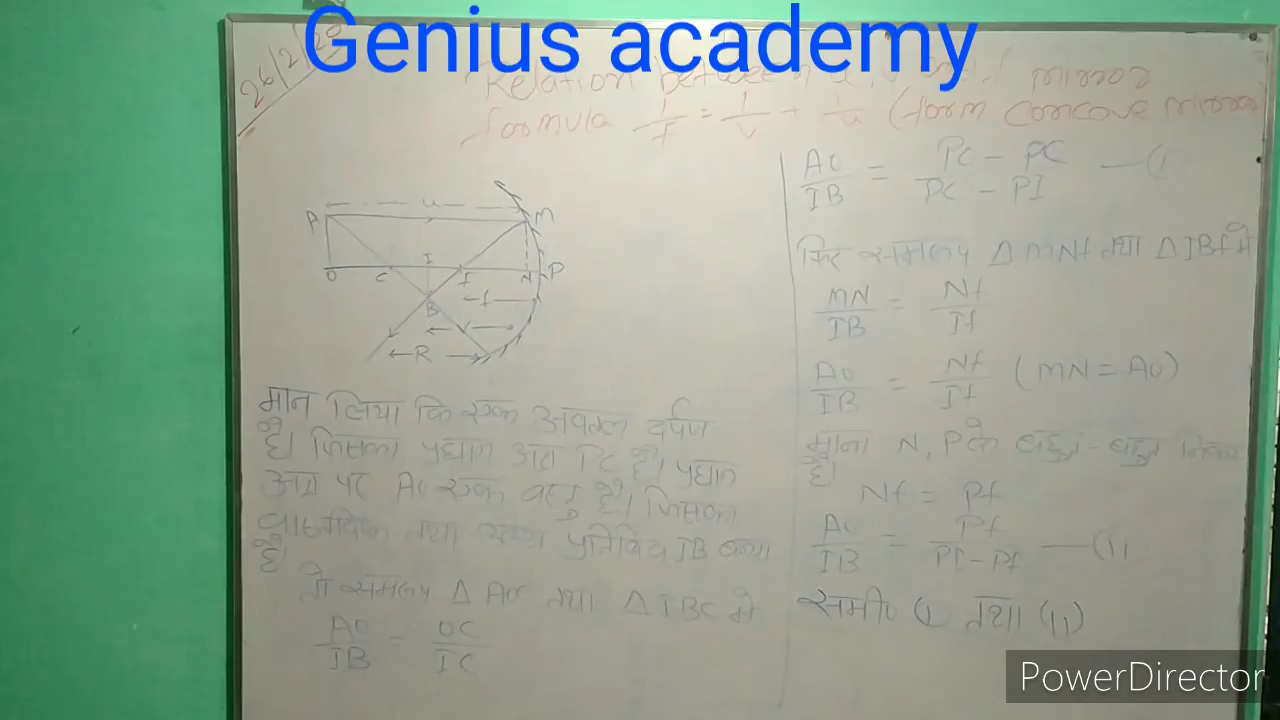 Genius academy
26/2/20
Relation between u, v and f mirror
formula 1/f = 1/v + 1/u (form concave mirror)
A
u
M
O
C
I
f
N
P
B
-f-
v
R
मान लिया कि एक अवतल दर्पण
है। जिसका प्रधान अक्ष PC है। प्रधान
अक्ष पर AO एक वस्तु है। जिसका
वास्तविक तथा प्रतिबिंब IB बनता
है।
तो समरूप Δ AOC तथा Δ IBC में
AO/IB = OC/IC
AO/IB = PO - PC / PC - PI —(i
फिर समरूप Δ MNf तथा Δ IBf में
MN/IB = Nf/If
AO/IB = Nf/If (MN = AO)
माना N, P के बहुत-बहुत निकट
है।
Nf = Pf
AO/IB = Pf / PI - Pf —(ii
समी० (i तथा (ii)
PowerDirector